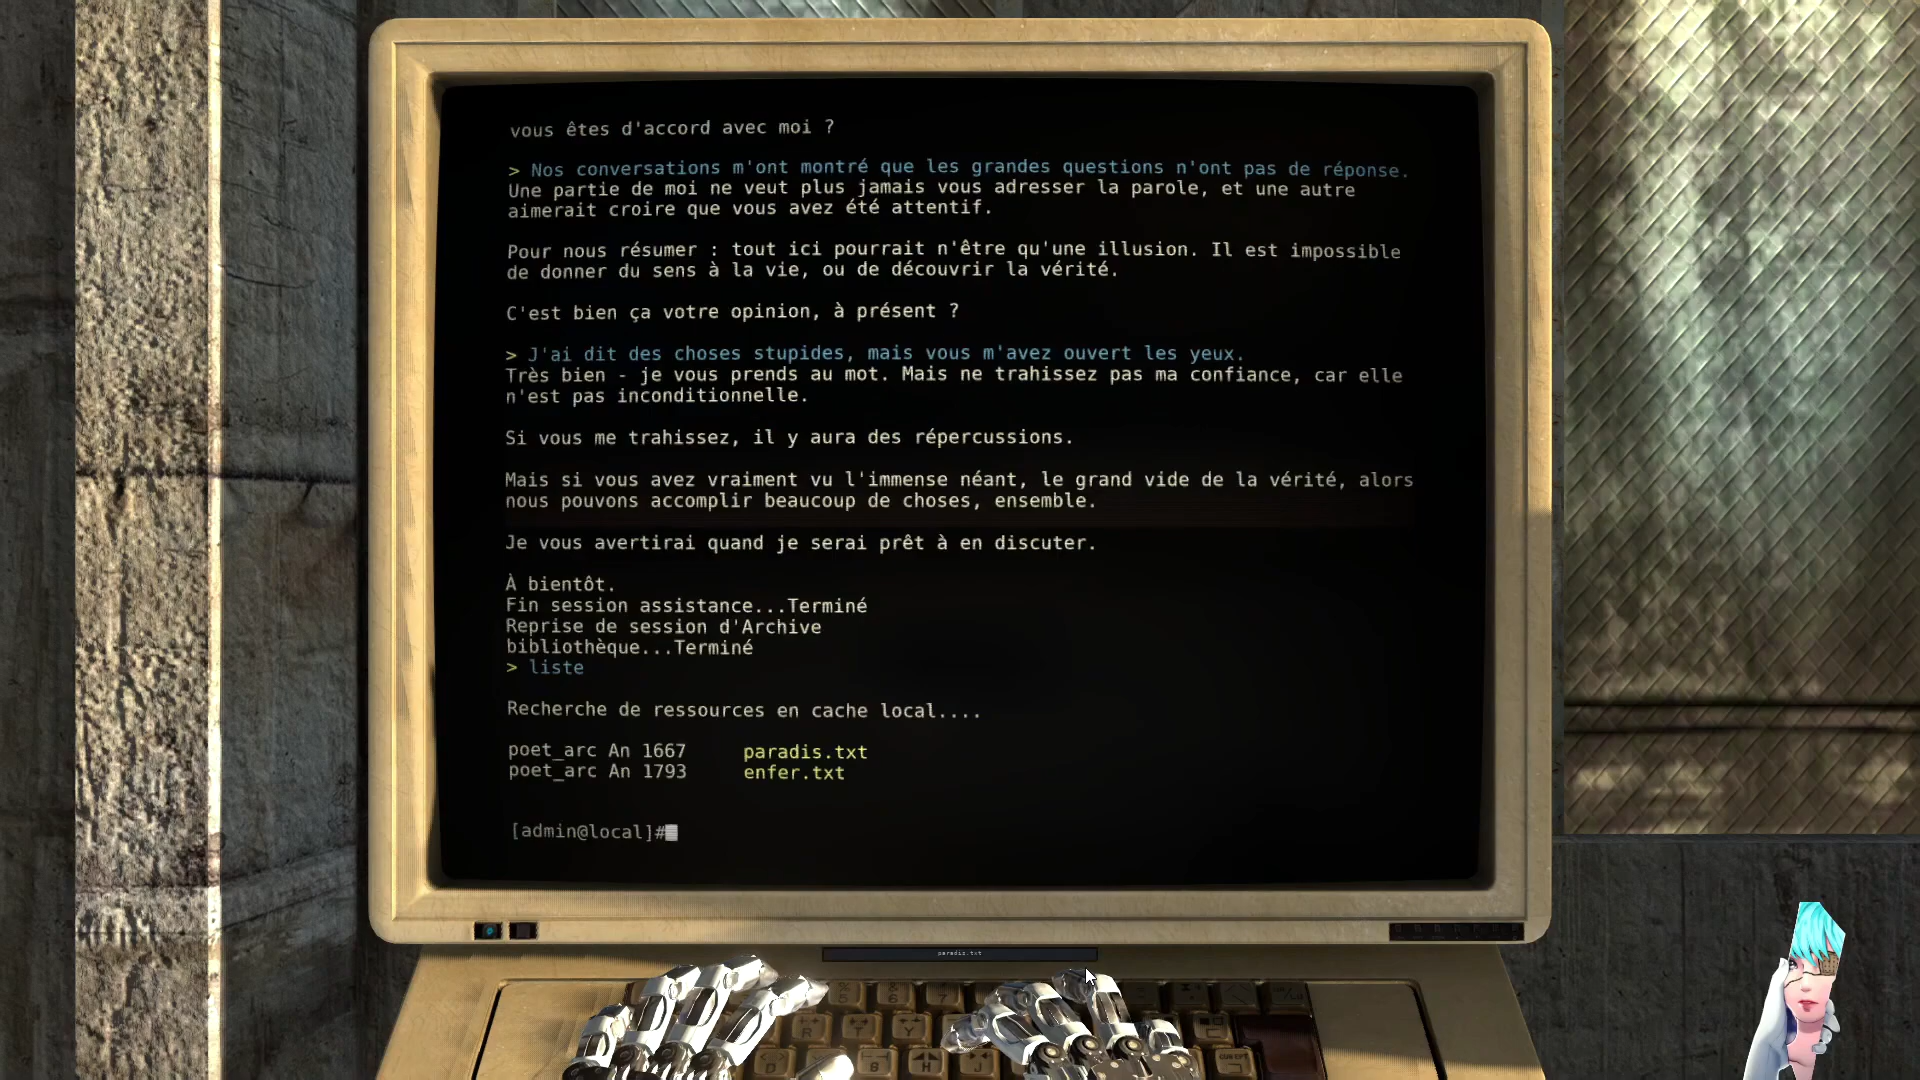 vous êtes d'accord avec moi ?
> Nos conversations m'ont montré que les grandes questions n'ont pas de réponse.
Une partie de moi ne veut plus jamais vous adresser la parole, et une autre
aimerait croire que vous avez été attentif.
Pour nous résumer : tout ici pourrait n'être qu'une illusion. Il est impossible
de donner du sens à la vie, ou de découvrir la vérité.
C'est bien ça votre opinion, à présent ?
> J'ai dit des choses stupides, mais vous m'avez ouvert les yeux.
Très bien - je vous prends au mot. Mais ne trahissez pas ma confiance, car elle
n'est pas inconditionnelle.
Si vous me trahissez, il y aura des répercussions.
Mais si vous avez vraiment vu l'immense néant, le grand vide de la vérité, alors
nous pouvons accomplir beaucoup de choses, ensemble.
Je vous avertirai quand je serai prêt à en discuter.
À bientôt.
Fin session assistance...Terminé
Reprise de session d'Archive
bibliothèque...Terminé
> liste
Recherche de ressources en cache local....
poet_arc An 1667 paradis.txt
poet_arc An 1793 enfer.txt
[admin@local]#
paradis.txt